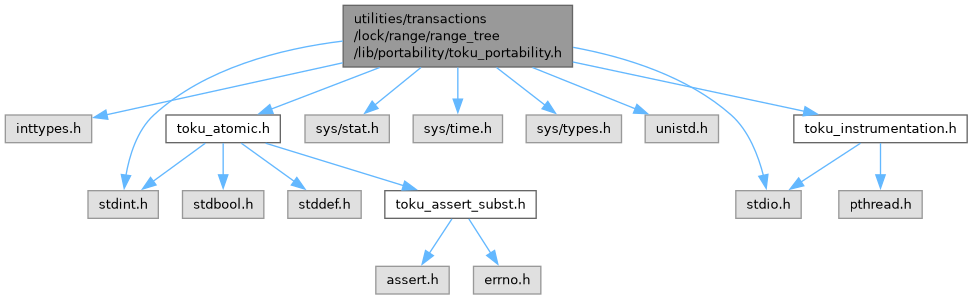 utilities/transactions
/lock/range/range_tree
/lib/portability/toku_portability.h
inttypes.h
toku_atomic.h
sys/stat.h
sys/time.h
sys/types.h
unistd.h
toku_instrumentation.h
stdint.h
stdbool.h
stddef.h
toku_assert_subst.h
stdio.h
pthread.h
assert.h
errno.h